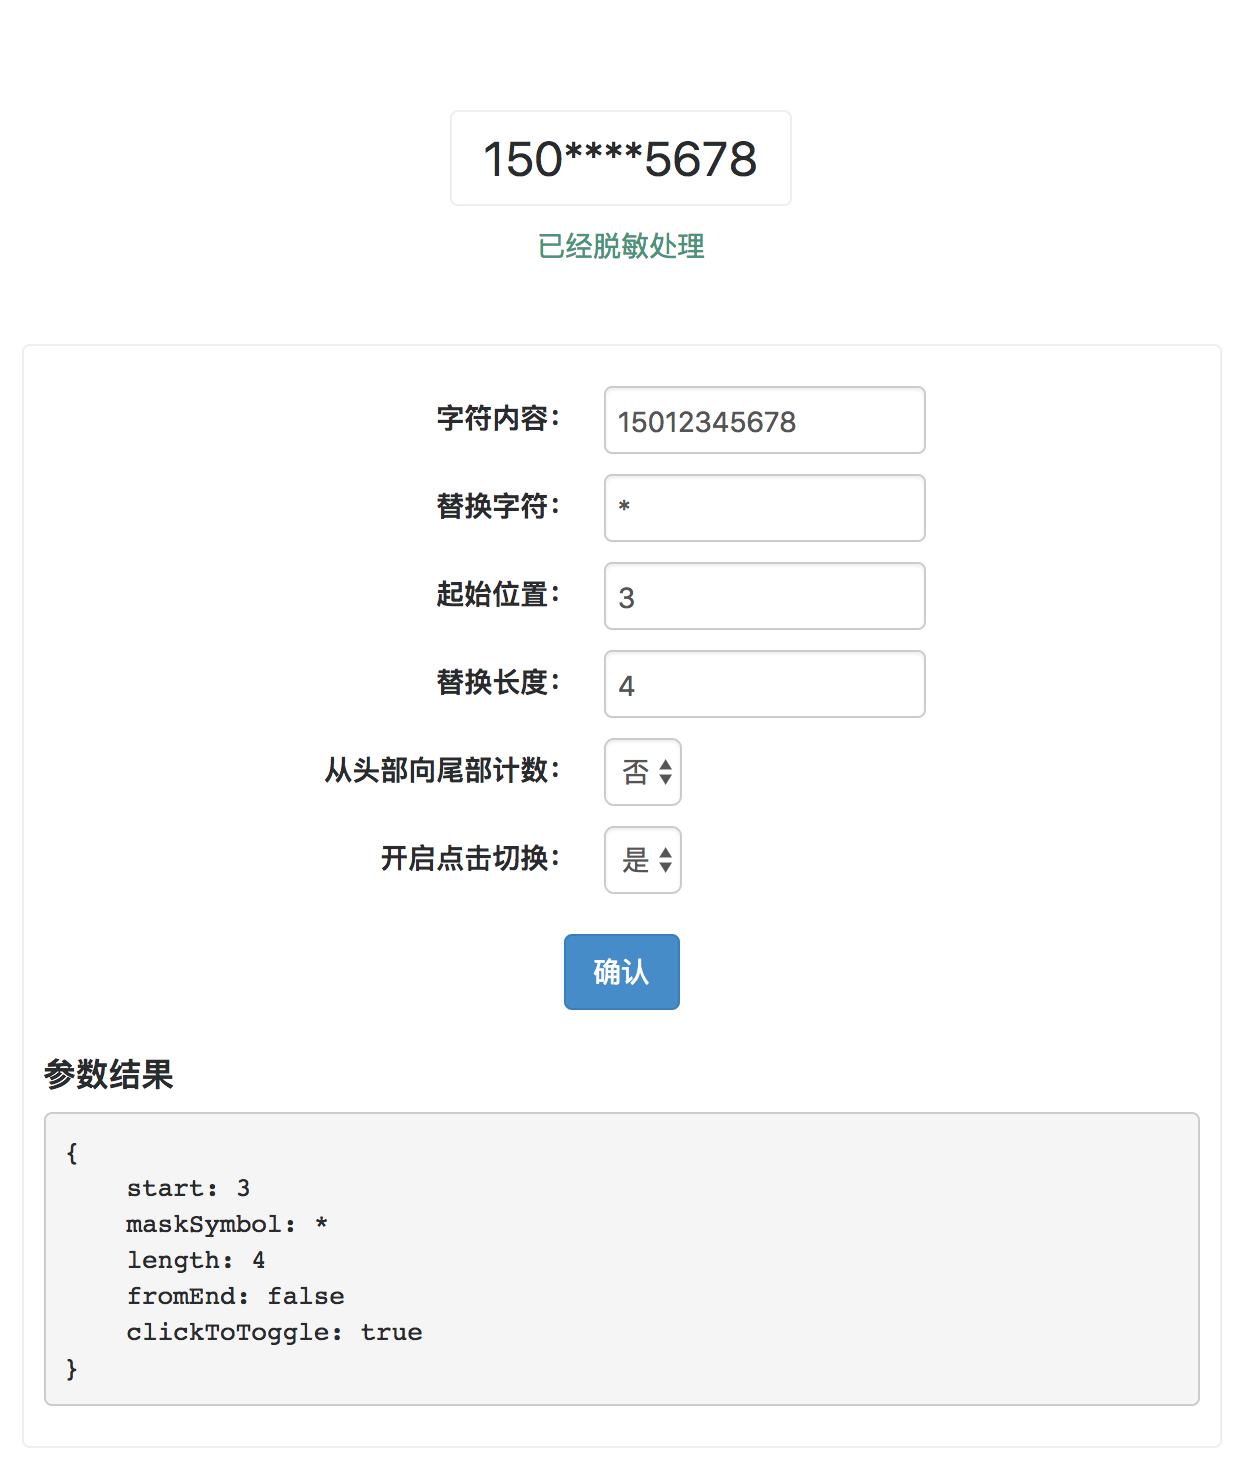 150****5678
已经脱敏处理
字符内容： 15012345678
替换字符： *
起始位置： 3
替换长度： 4
从头部向尾部计数： 否
开启点击切换： 是
确认
参数结果
{
    start: 3
    maskSymbol: *
    length: 4
    fromEnd: false
    clickToToggle: true
}